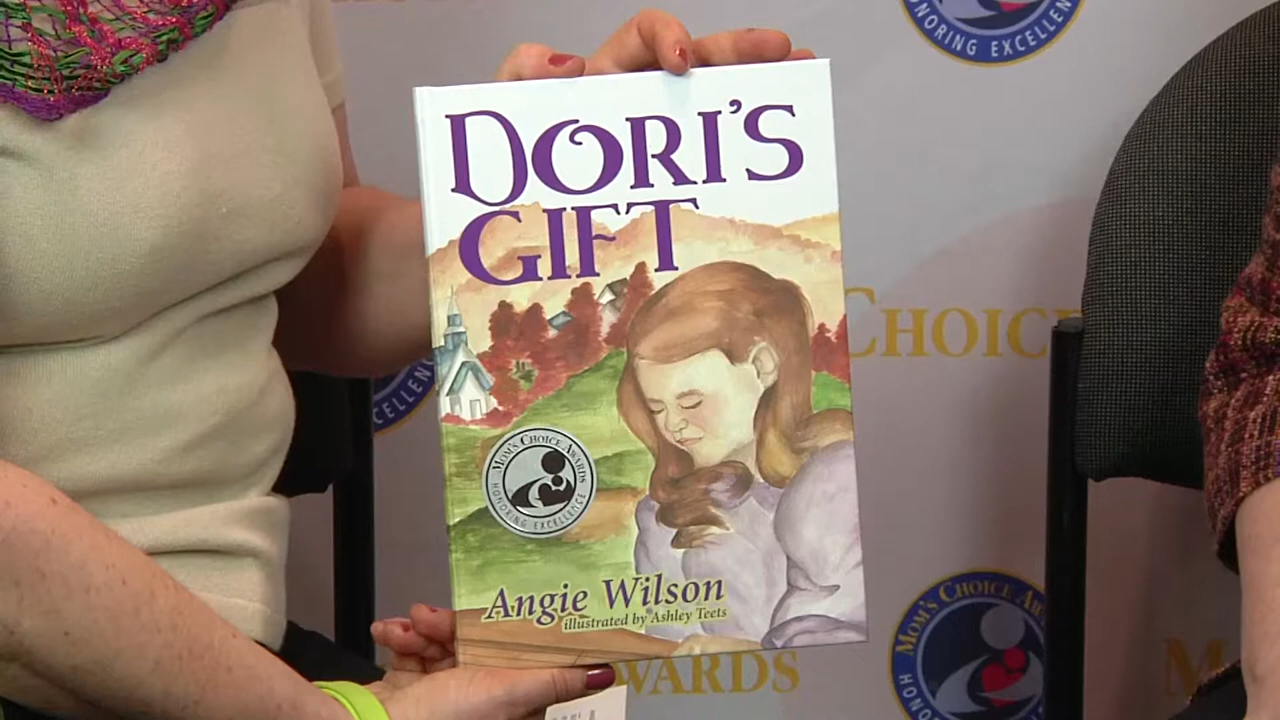 HONORING EXCELLENCE
DORI'S
GIFT
CHOICE
MOM'S CHOICE AWARDS
HONORING EXCELLENCE
Angie Wilson
illustrated by Ashley Teets
MOM'S CHOICE
AWARDS